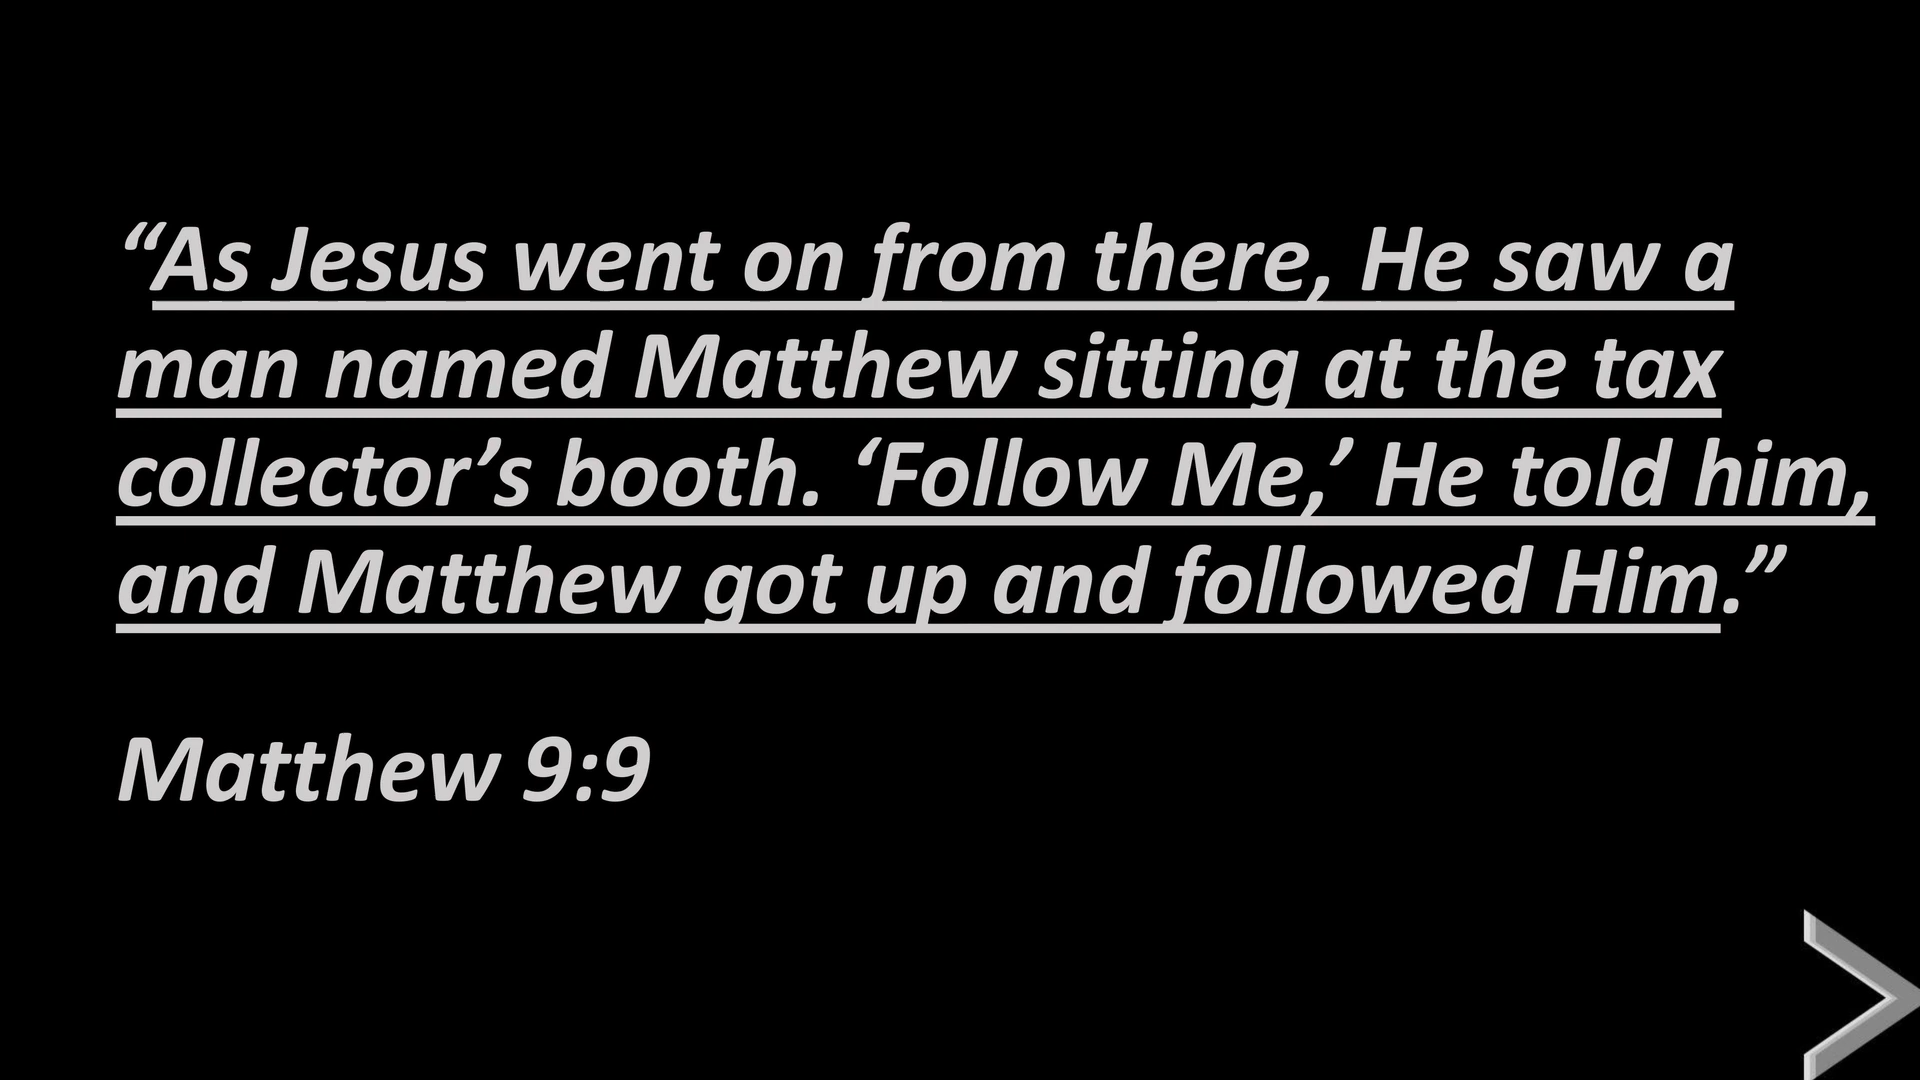 “As Jesus went on from there, He saw a
man named Matthew sitting at the tax
collector’s booth. ‘Follow Me,’ He told him,
and Matthew got up and followed Him.”
Matthew 9:9